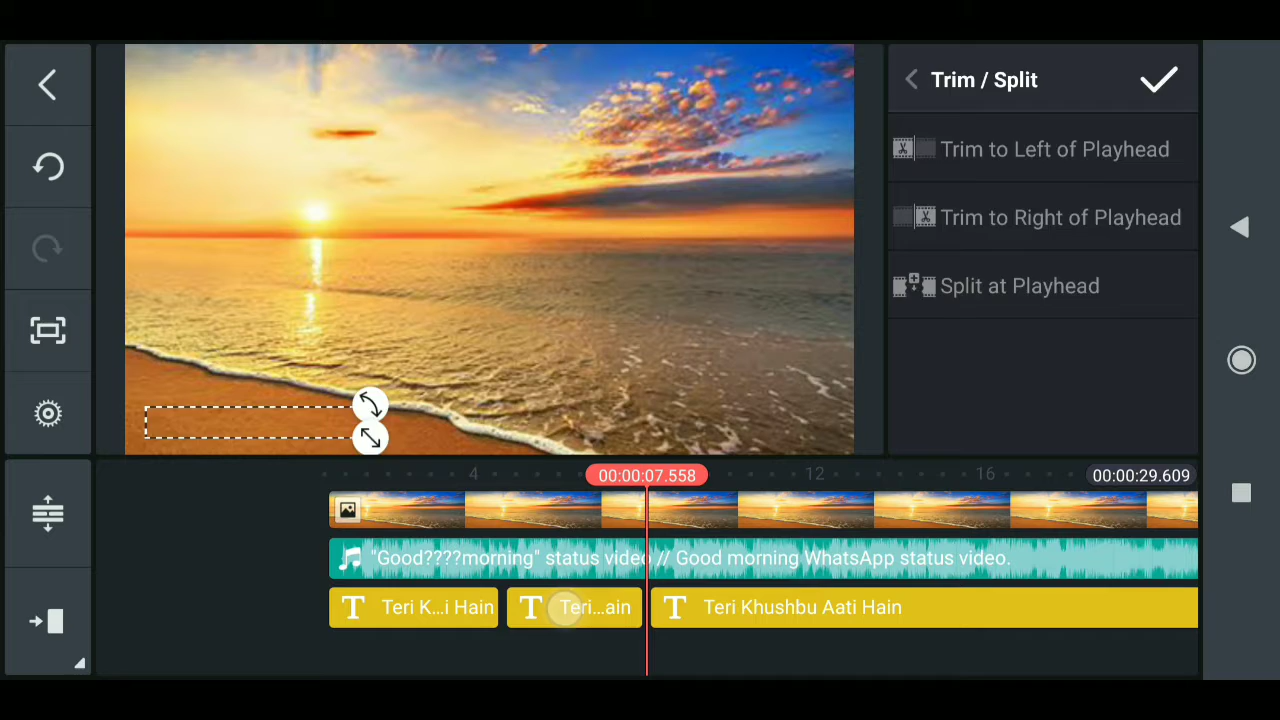 Trim / Split
Trim to Left of Playhead
Trim to Right of Playhead
Split at Playhead
4
00:00:07.558
12
16
00:00:29.609
"Good????morning" status video // Good morning WhatsApp status video.
T Teri K...i Hain
T Teri...ain
T Teri Khushbu Aati Hain